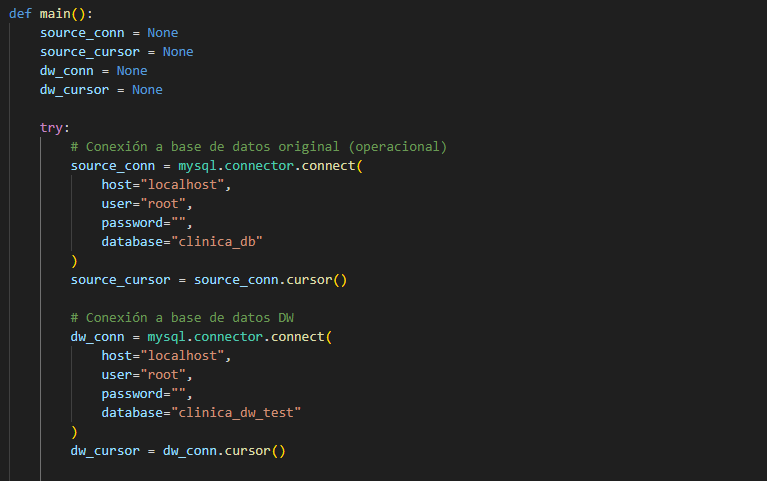 def main():
    source_conn = None
    source_cursor = None
    dw_conn = None
    dw_cursor = None

    try:
        # Conexión a base de datos original (operacional)
        source_conn = mysql.connector.connect(
            host="localhost",
            user="root",
            password="",
            database="clinica_db"
        )
        source_cursor = source_conn.cursor()

        # Conexión a base de datos DW
        dw_conn = mysql.connector.connect(
            host="localhost",
            user="root",
            password="",
            database="clinica_dw_test"
        )
        dw_cursor = dw_conn.cursor()